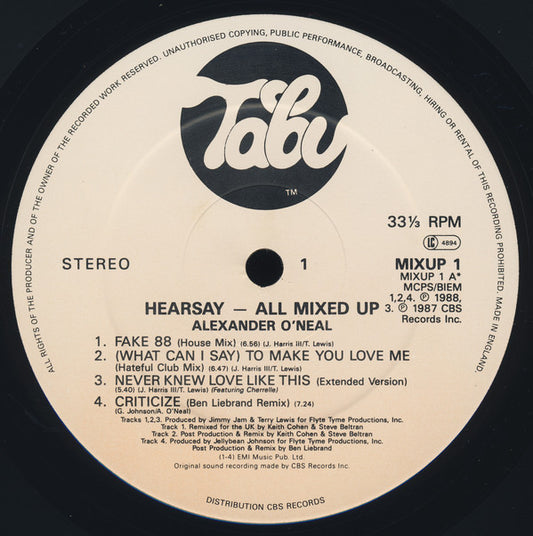 ALL RIGHTS OF THE PRODUCER AND OF THE OWNER OF THE RECORDED WORK RESERVED. UNAUTHORISED COPYING, PUBLIC PERFORMANCE, BROADCASTING, HIRING OR RENTAL OF THIS RECORDING PROHIBITED. MADE IN ENGLAND.
Tabu
TM
33⅓ RPM
LC 4894
STEREO
1
MIXUP 1
MIXUP 1 A*
MCPS/BIEM
1,2,4. ℗ 1988,
3. ℗ 1987 CBS
Records Inc.
HEARSAY — ALL MIXED UP
ALEXANDER O'NEAL
1. FAKE 88 (House Mix) (6.56) (J. Harris III/T. Lewis)
2. (WHAT CAN I SAY) TO MAKE YOU LOVE ME
(Hateful Club Mix) (6.47) (J. Harris III/T. Lewis)
3. NEVER KNEW LOVE LIKE THIS (Extended Version)
(5.40) (J. Harris III/T. Lewis) (Featuring Cherrelle)
4. CRITICIZE (Ben Liebrand Remix) (7.24)
(G. Johnson/A. O'Neal)
Tracks 1,2,3. Produced by Jimmy Jam & Terry Lewis for Flyte Tyme Productions, Inc.
Track 1. Remixed for the UK by Keith Cohen & Steve Beltran
Track 2. Post Production & Remix by Keith Cohen & Steve Beltran
Track 4. Produced by Jellybean Johnson for Flyte Tyme Productions, Inc.
Post Production & Remix by Ben Liebrand
(1-4) EMI Music Pub. Ltd.
Original sound recording made by CBS Records Inc.
DISTRIBUTION CBS RECORDS